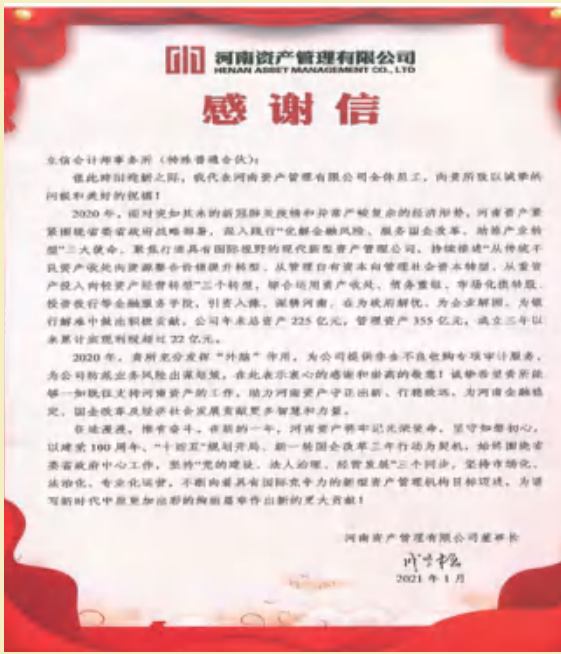 河南资产管理有限公司
HENAN ASSET MANAGEMENT CO., LTD
感谢信
立信会计师事务所（特殊普通合伙）：
值此辞旧迎新之际，我代表河南资产管理有限公司全体员工，向贵所致以诚挚的
问候和美好的祝福！
2020年，面对突如其来的新冠肺炎疫情和异常严峻复杂的经济形势，河南资产紧
紧围绕省委省政府战略部署，深入践行“化解金融风险、服务国企改革、助推产业转
型”三大使命，聚焦打造具有国际视野的现代新型资产管理公司，持续推进“从传统不
良资产收处向资源整合价值提升转型、从管理自有资本向管理社会资本转型、从重资
产投入向轻资产经营转型”三个转型，综合运用资产收处、债务重组、市场化债转股、
投资投行等金融服务手段，引资入豫，深耕河南，在为政府解忧、为企业解困、为银
行解难中做出积极贡献，公司年末总资产225亿元，管理资产355亿元，成立三年以
来累计实现利税超过22亿元。
2020年，贵所充分发挥“外脑”作用，为公司提供非金不良收购专项审计服务，
为公司防范业务风险出谋划策，在此表示衷心的感谢和崇高的敬意！诚挚希望贵所能
够一如既往支持河南资产的工作，助力河南资产守正出新、行稳致远，为河南金融稳
定、国企改革及经济社会发展贡献更多智慧和力量。
征途漫漫，惟有奋斗。在新的一年，河南资产将牢记光荣使命，坚守初心，
以建党100周年、“十四五”规划开局、新一轮国企改革三年行动为契机，始终围绕省
委省政府中心工作，坚持“党的建设、法人治理、经营发展”三个同步，坚持市场化、
法治化、专业化运营，不断向着具有国际竞争力的新型资产管理机构目标迈进，为谱
写新时代中原更加出彩的绚丽篇章作出新的更大贡献！
河南资产管理有限公司董事长
2021年1月